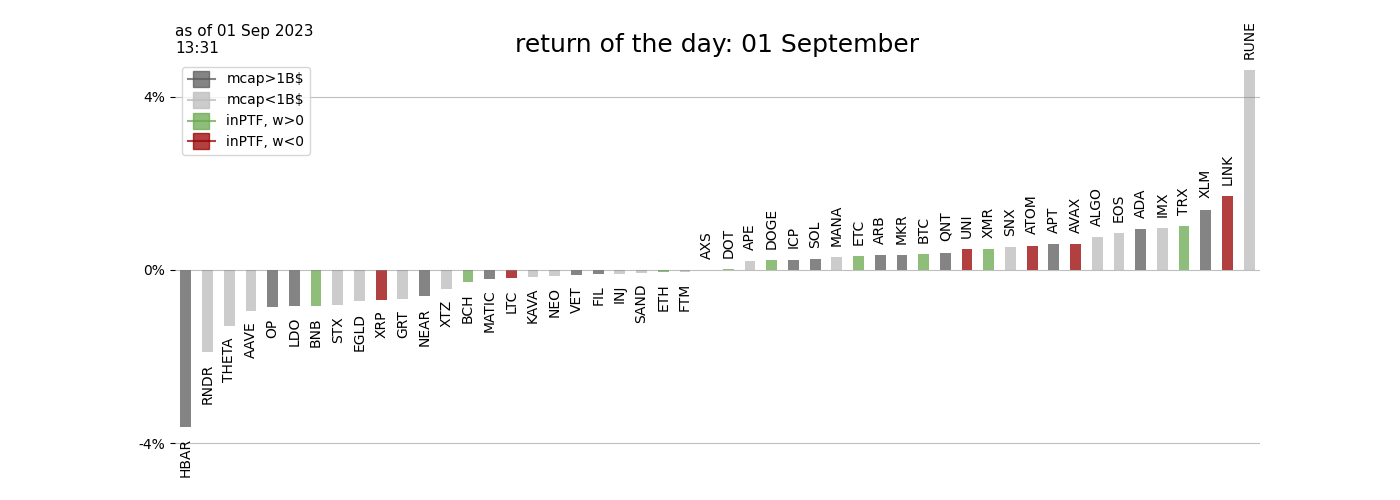 as of 01 Sep 2023
13:31
return of the day: 01 September
mcap>1B$
mcap<1B$
inPTF, w>0
inPTF, w<0
4%
0%
-4%
HBAR
RNDR
THETA
AAVE
OP
LDO
BNB
STX
EGLD
XRP
GRT
NEAR
XTZ
BCH
MATIC
LTC
KAVA
NEO
VET
FIL
INJ
SAND
ETH
FTM
AXS
DOT
APE
DOGE
ICP
SOL
MANA
ETC
ARB
MKR
BTC
QNT
UNI
XMR
SNX
ATOM
APT
AVAX
ALGO
EOS
ADA
IMX
TRX
XLM
LINK
RUNE